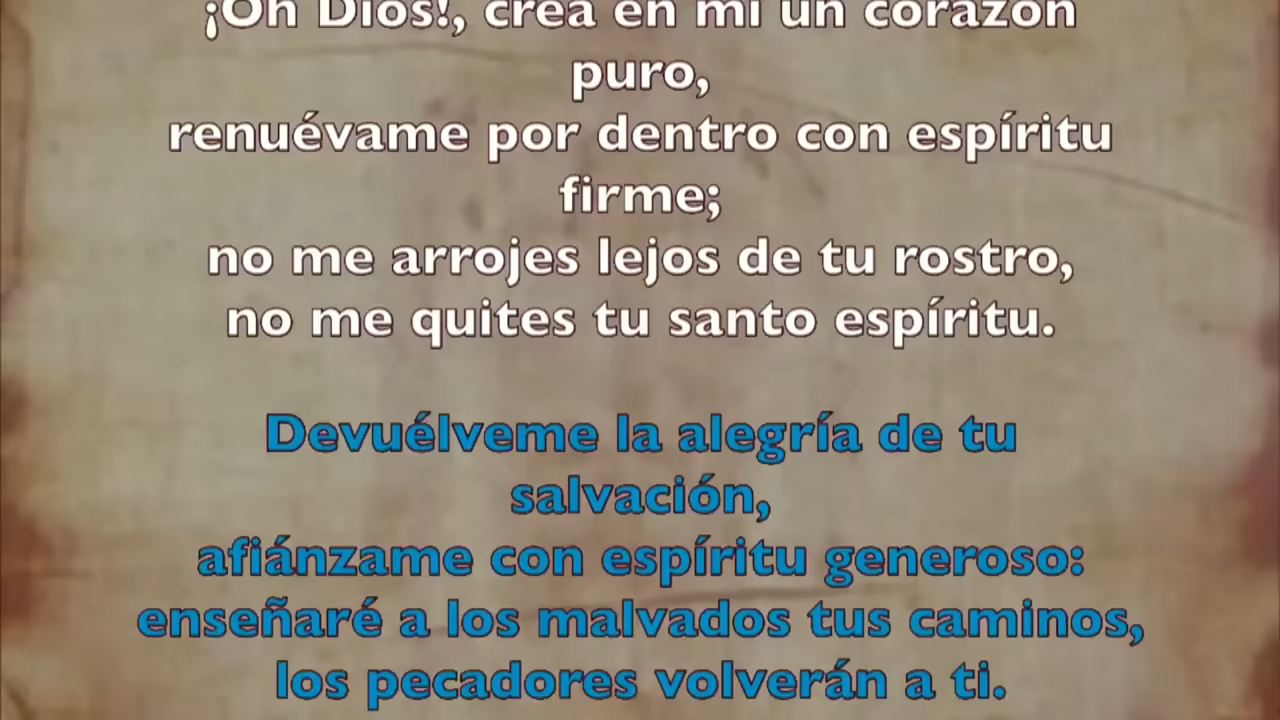 ¡Oh Dios!, crea en mí un corazón
puro,
renuévame por dentro con espíritu
firme;
no me arrojes lejos de tu rostro,
no me quites tu santo espíritu.
Devuélveme la alegría de tu
salvación,
afiánzame con espíritu generoso:
enseñaré a los malvados tus caminos,
los pecadores volverán a ti.